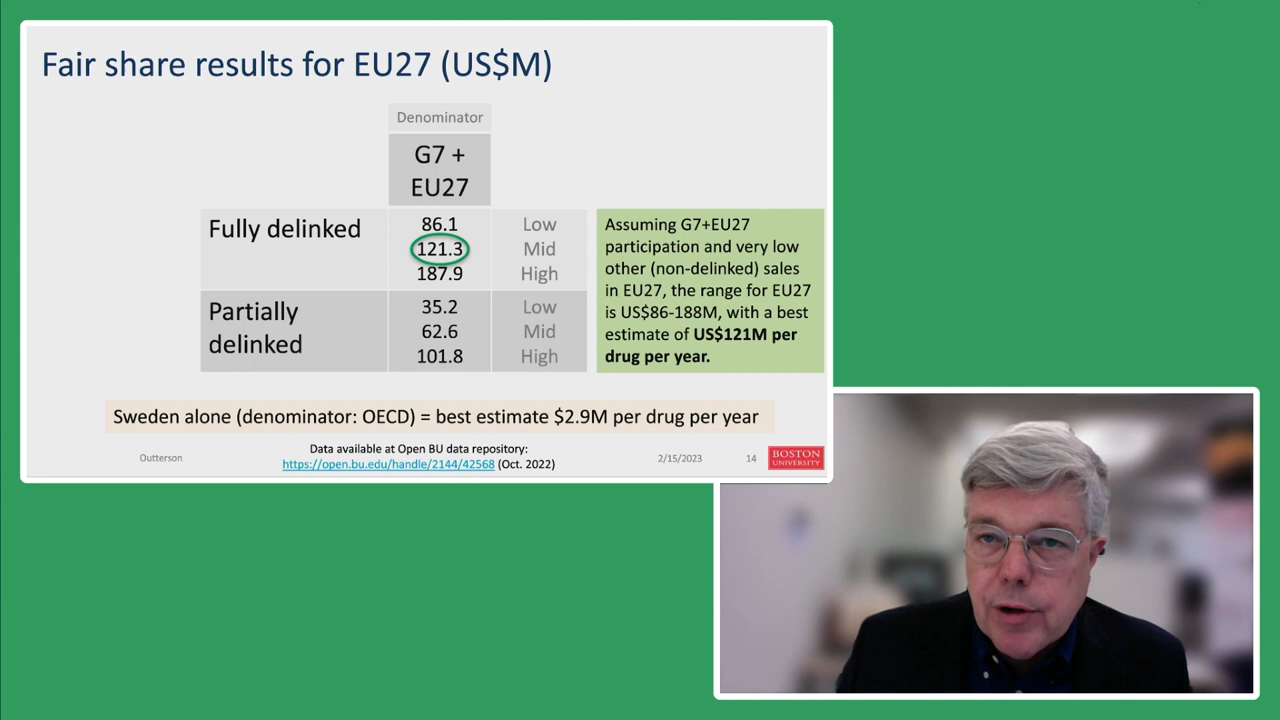 Fair share results for EU27 (US$M)
Denominator
G7 +
EU27
Fully delinked
86.1 Low
121.3 Mid
187.9 High
Partially
delinked
35.2 Low
62.6 Mid
101.8 High
Assuming G7+EU27
participation and very low
other (non-delinked) sales
in EU27, the range for EU27
is US$86-188M, with a best
estimate of US$121M per
drug per year.
Sweden alone (denominator: OECD) = best estimate $2.9M per drug per year
Data available at Open BU data repository:
https://open.bu.edu/handle/2144/42568 (Oct. 2022)
Outterson
2/15/2023
14
BOSTON
UNIVERSITY